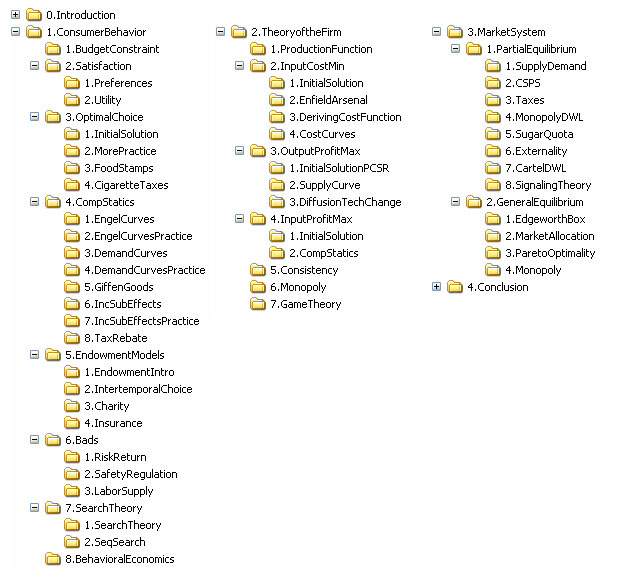 0.Introduction
1.ConsumerBehavior
1.BudgetConstraint
2.Satisfaction
1.Preferences
2.Utility
3.OptimalChoice
1.InitialSolution
2.MorePractice
3.FoodStamps
4.CigaretteTaxes
4.CompStatics
1.EngelCurves
2.EngelCurvesPractice
3.DemandCurves
4.DemandCurvesPractice
5.GiffenGoods
6.IncSubEffects
7.IncSubEffectsPractice
8.TaxRebate
5.EndowmentModels
1.EndowmentIntro
2.IntertemporalChoice
3.Charity
4.Insurance
6.Bads
1.RiskReturn
2.SafetyRegulation
3.LaborSupply
7.SearchTheory
1.SearchTheory
2.SeqSearch
8.BehavioralEconomics
2.TheoryoftheFirm
1.ProductionFunction
2.InputCostMin
1.InitialSolution
2.EnfieldArsenal
3.DerivingCostFunction
4.CostCurves
3.OutputProfitMax
1.InitialSolutionPCSR
2.SupplyCurve
3.DiffusionTechChange
4.InputProfitMax
1.InitialSolution
2.CompStatics
5.Consistency
6.Monopoly
7.GameTheory
3.MarketSystem
1.PartialEquilibrium
1.SupplyDemand
2.CSPS
3.Taxes
4.MonopolyDWL
5.SugarQuota
6.Externality
7.CartelDWL
8.SignalingTheory
2.GeneralEquilibrium
1.EdgeworthBox
2.MarketAllocation
3.ParetoOptimality
4.Monopoly
4.Conclusion